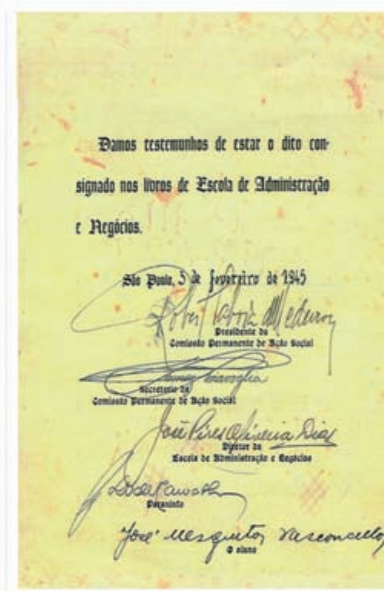 Damos testemunhos de estar o dito con-
signado nos livros de Escola de Administração
e Negócios.
São Paulo, 5 de fevereiro de 1945
Medeiros
Presidente da
Comissão Permanente de Ação Social
Secretario da
Comissão Permanente de Ação Social
José Pires Oliveira Dias
Diretor da
Escola de Administração e Negócios
Paraninfo
José Mesquita Vasconcellos
O aluno